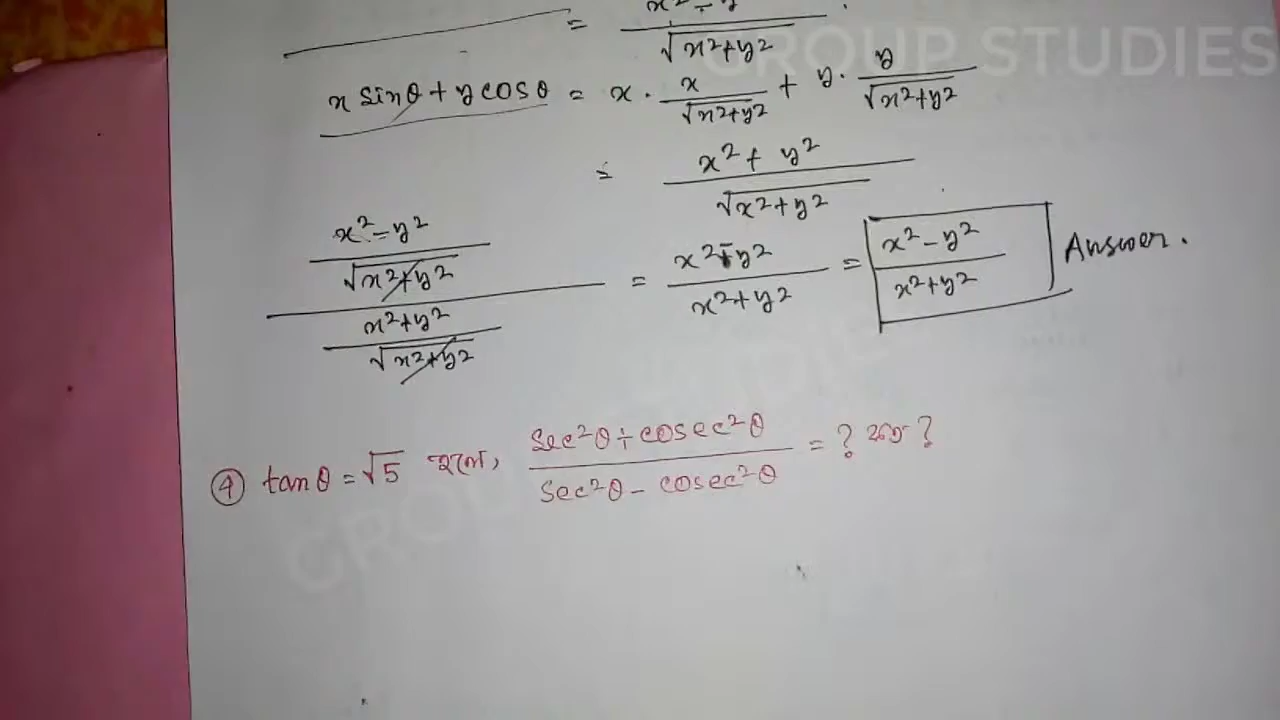 = x² - y / √x²+y²
GROUP STUDIES
x sinθ + y cosθ = x · x/√x²+y² + y · y/√x²+y²
= x² + y² / √x²+y²
(x² - y² / √x²+y²) / (x²+y² / √x²+y²) = x² - y² / x²+y² = x² - y² / x²+y² Answer.
④ tanθ = √5 হলে, sec²θ + cosec²θ / sec²θ - cosec²θ = ? হবে ?